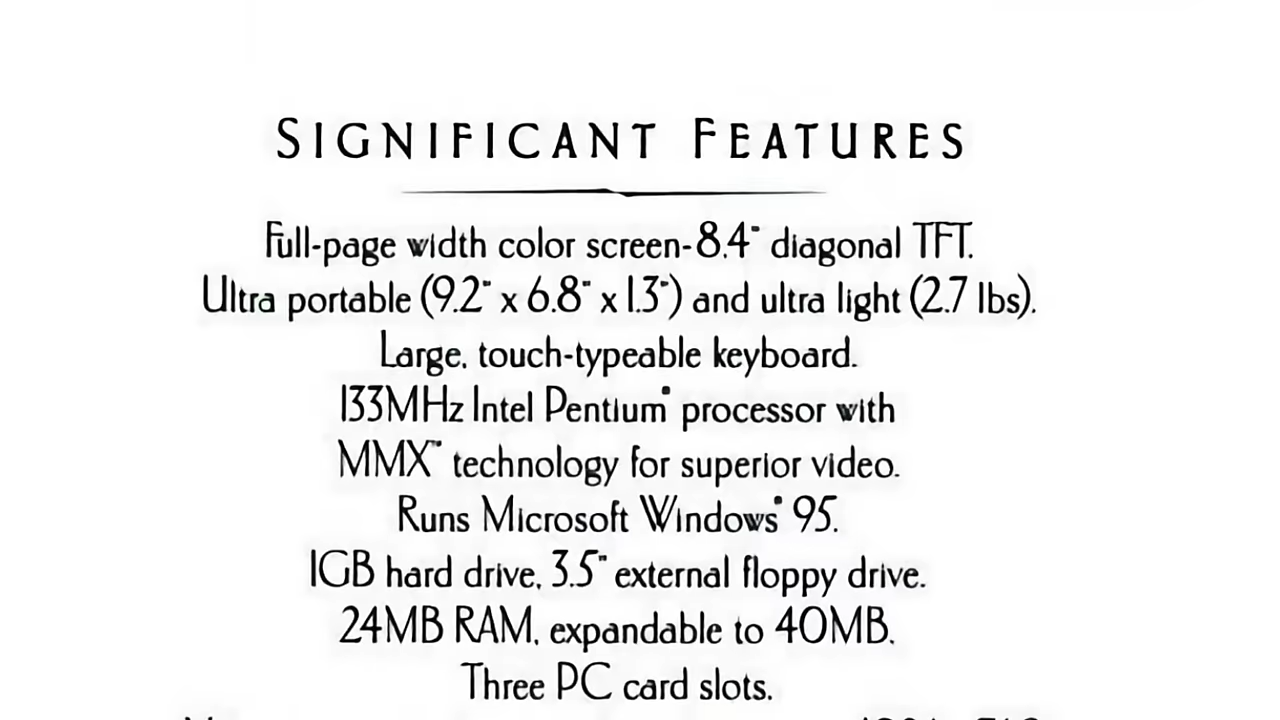 SIGNIFICANT FEATURES
Full-page width color screen-8.4" diagonal TFT.
Ultra portable (9.2" x 6.8" x 1.3") and ultra light (2.7 lbs).
Large, touch-typeable keyboard.
133MHz Intel Pentium® processor with
MMX™ technology for superior video.
Runs Microsoft Windows® 95.
1GB hard drive, 3.5" external floppy drive.
24MB RAM, expandable to 40MB.
Three PC card slots.